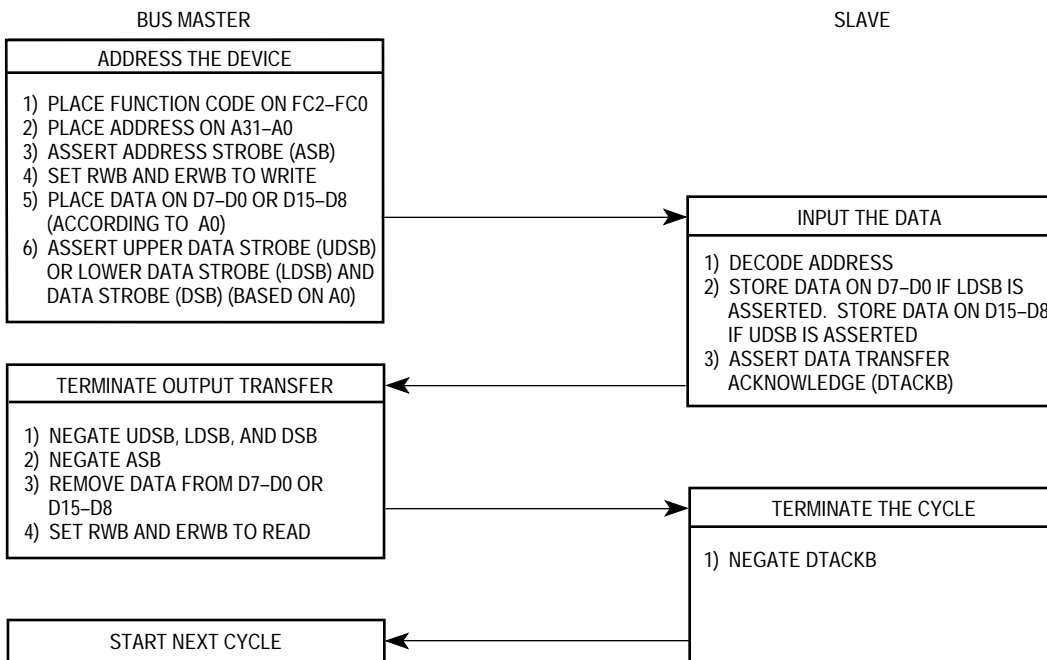 BUS MASTER
SLAVE
ADDRESS THE DEVICE
1) PLACE FUNCTION CODE ON FC2–FC0
2) PLACE ADDRESS ON A31–A0
3) ASSERT ADDRESS STROBE (ASB)
4) SET RWB AND ERWB TO WRITE
5) PLACE DATA ON D7–D0 OR D15–D8
(ACCORDING TO A0)
6) ASSERT UPPER DATA STROBE (UDSB)
OR LOWER DATA STROBE (LDSB) AND
DATA STROBE (DSB) (BASED ON A0)
INPUT THE DATA
1) DECODE ADDRESS
2) STORE DATA ON D7–D0 IF LDSB IS
ASSERTED. STORE DATA ON D15–D8
IF UDSB IS ASSERTED
3) ASSERT DATA TRANSFER
ACKNOWLEDGE (DTACKB)
TERMINATE OUTPUT TRANSFER
1) NEGATE UDSB, LDSB, AND DSB
2) NEGATE ASB
3) REMOVE DATA FROM D7–D0 OR
D15–D8
4) SET RWB AND ERWB TO READ
TERMINATE THE CYCLE
1) NEGATE DTACKB
START NEXT CYCLE